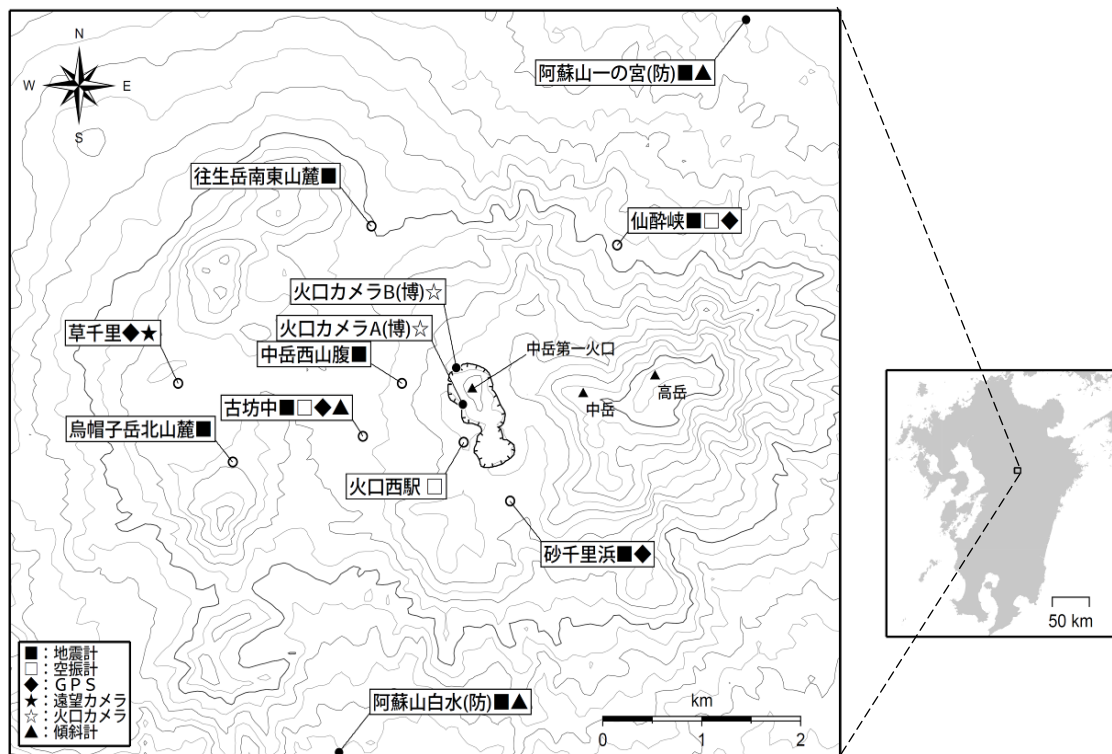 N
W E
S
阿蘇山一の宮(防)■▲
往生岳南東山麓■
仙酔峡■□◆
火口カメラB(博)☆
火口カメラA(博)☆
中岳第一火口
草千里◆★
中岳西山腹■
高岳
中岳
古坊中■□◆▲
烏帽子岳北山麓■
火口西駅 □
砂千里浜■◆
50 km
■：地震計
□：空振計
◆：ＧＰＳ
★：遠望カメラ
☆：火口カメラ
▲：傾斜計
阿蘇山白水(防)■▲
km
0 1 2